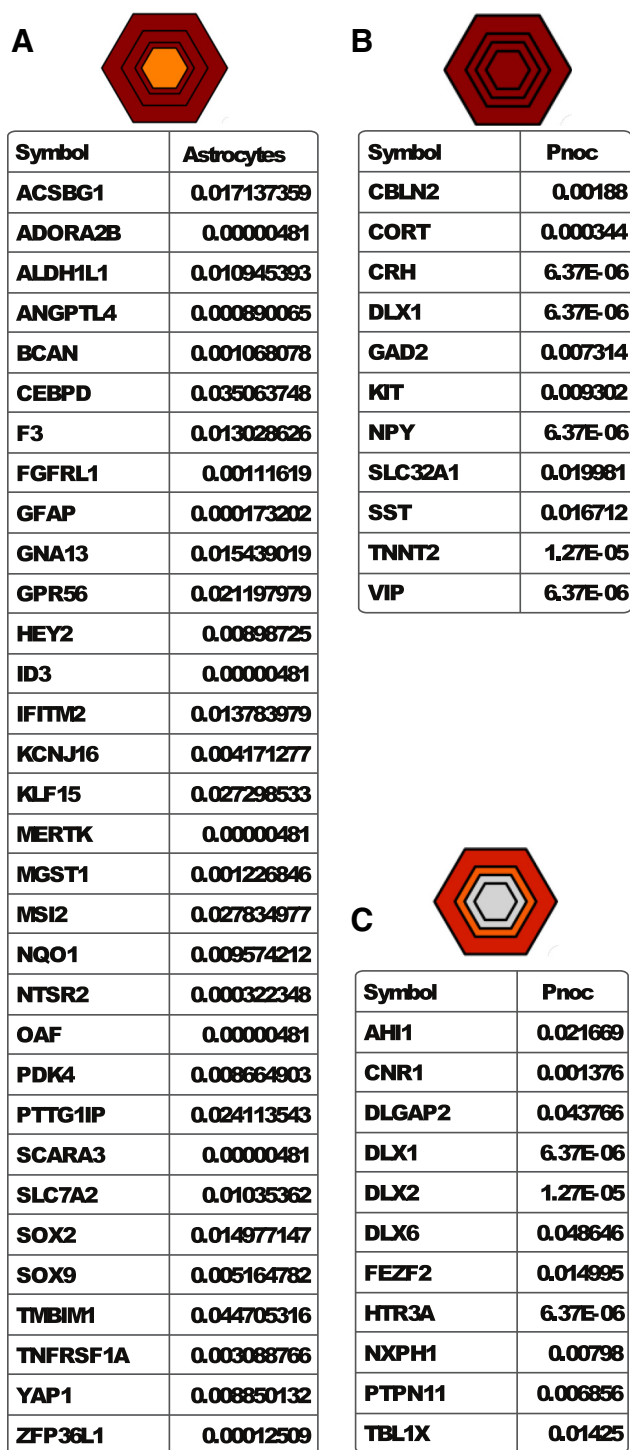 A
Symbol Astrocytes
ACSBG1 0.017137359
ADORA2B 0.00000481
ALDH1L1 0.010945393
ANGPTL4 0.000890065
BCAN 0.001068078
CEBPD 0.035063748
F3 0.013028626
FGFRL1 0.00111619
GFAP 0.000173202
GNA13 0.015439019
GPR56 0.021197979
HEY2 0.00898725
ID3 0.00000481
IFITM2 0.013783979
KCNJ16 0.004171277
KLF15 0.027298533
MERTK 0.00000481
MGST1 0.001226846
MSI2 0.027834977
NQO1 0.009574212
NTSR2 0.000322348
OAF 0.00000481
PDK4 0.008664903
PTTG1IP 0.024113543
SCARA3 0.00000481
SLC7A2 0.01035362
SOX2 0.014977147
SOX9 0.005164782
TMBIM1 0.044705316
TNFRSF1A 0.003088766
YAP1 0.008850132
ZFP36L1 0.00012509
B
Symbol Pnoc
CBLN2 0.00188
CORT 0.000344
CRH 6.37E-06
DLX1 6.37E-06
GAD2 0.007314
KIT 0.009302
NPY 6.37E-06
SLC32A1 0.019981
SST 0.016712
TNNT2 1.27E-05
VIP 6.37E-06
C
Symbol Pnoc
AHI1 0.021669
CNR1 0.001376
DLGAP2 0.043766
DLX1 6.37E-06
DLX2 1.27E-05
DLX6 0.048646
FEZF2 0.014995
HTR3A 6.37E-06
NXPH1 0.00798
PTPN11 0.006856
TBL1X 0.01425